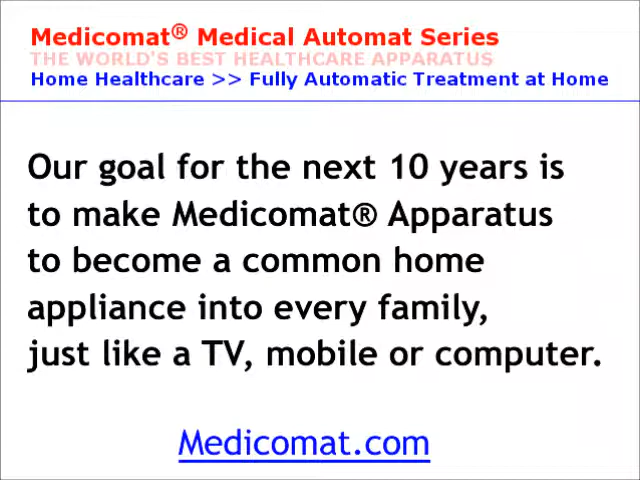 Medicomat® Medical Automat Series
THE WORLD'S BEST HEALTHCARE APPARATUS
Home Healthcare >> Fully Automatic Treatment at Home
Our goal for the next 10 years is
to make Medicomat® Apparatus
to become a common home
appliance into every family,
just like a TV, mobile or computer.
Medicomat.com